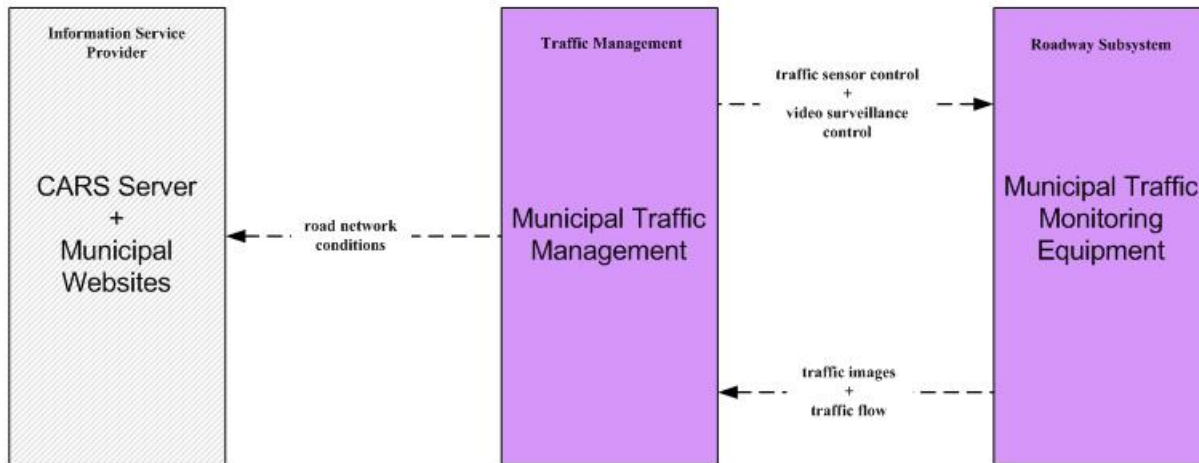 Information Service
Provider
CARS Server
+
Municipal
Websites
road network
conditions
Traffic Management
Municipal Traffic
Management
traffic sensor control
+
video surveillance
control
traffic images
+
traffic flow
Roadway Subsystem
Municipal Traffic
Monitoring
Equipment